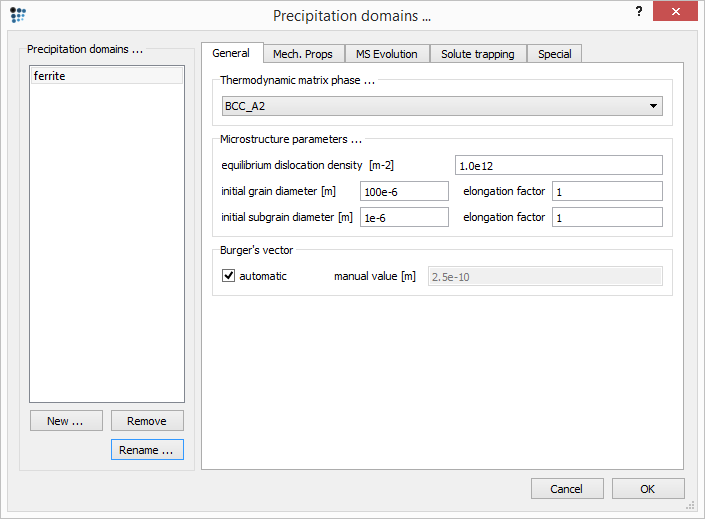 Precipitation domains ...
?
Precipitation domains ...
ferrite
New ...
Remove
Rename ...
General
Mech. Props
MS Evolution
Solute trapping
Special
Thermodynamic matrix phase ...
BCC_A2
Microstructure parameters ...
equilibrium dislocation density [m-2] 1.0e12
initial grain diameter [m] 100e-6 elongation factor 1
initial subgrain diameter [m] 1e-6 elongation factor 1
Burger's vector
automatic manual value [m] 2.5e-10
Cancel
OK